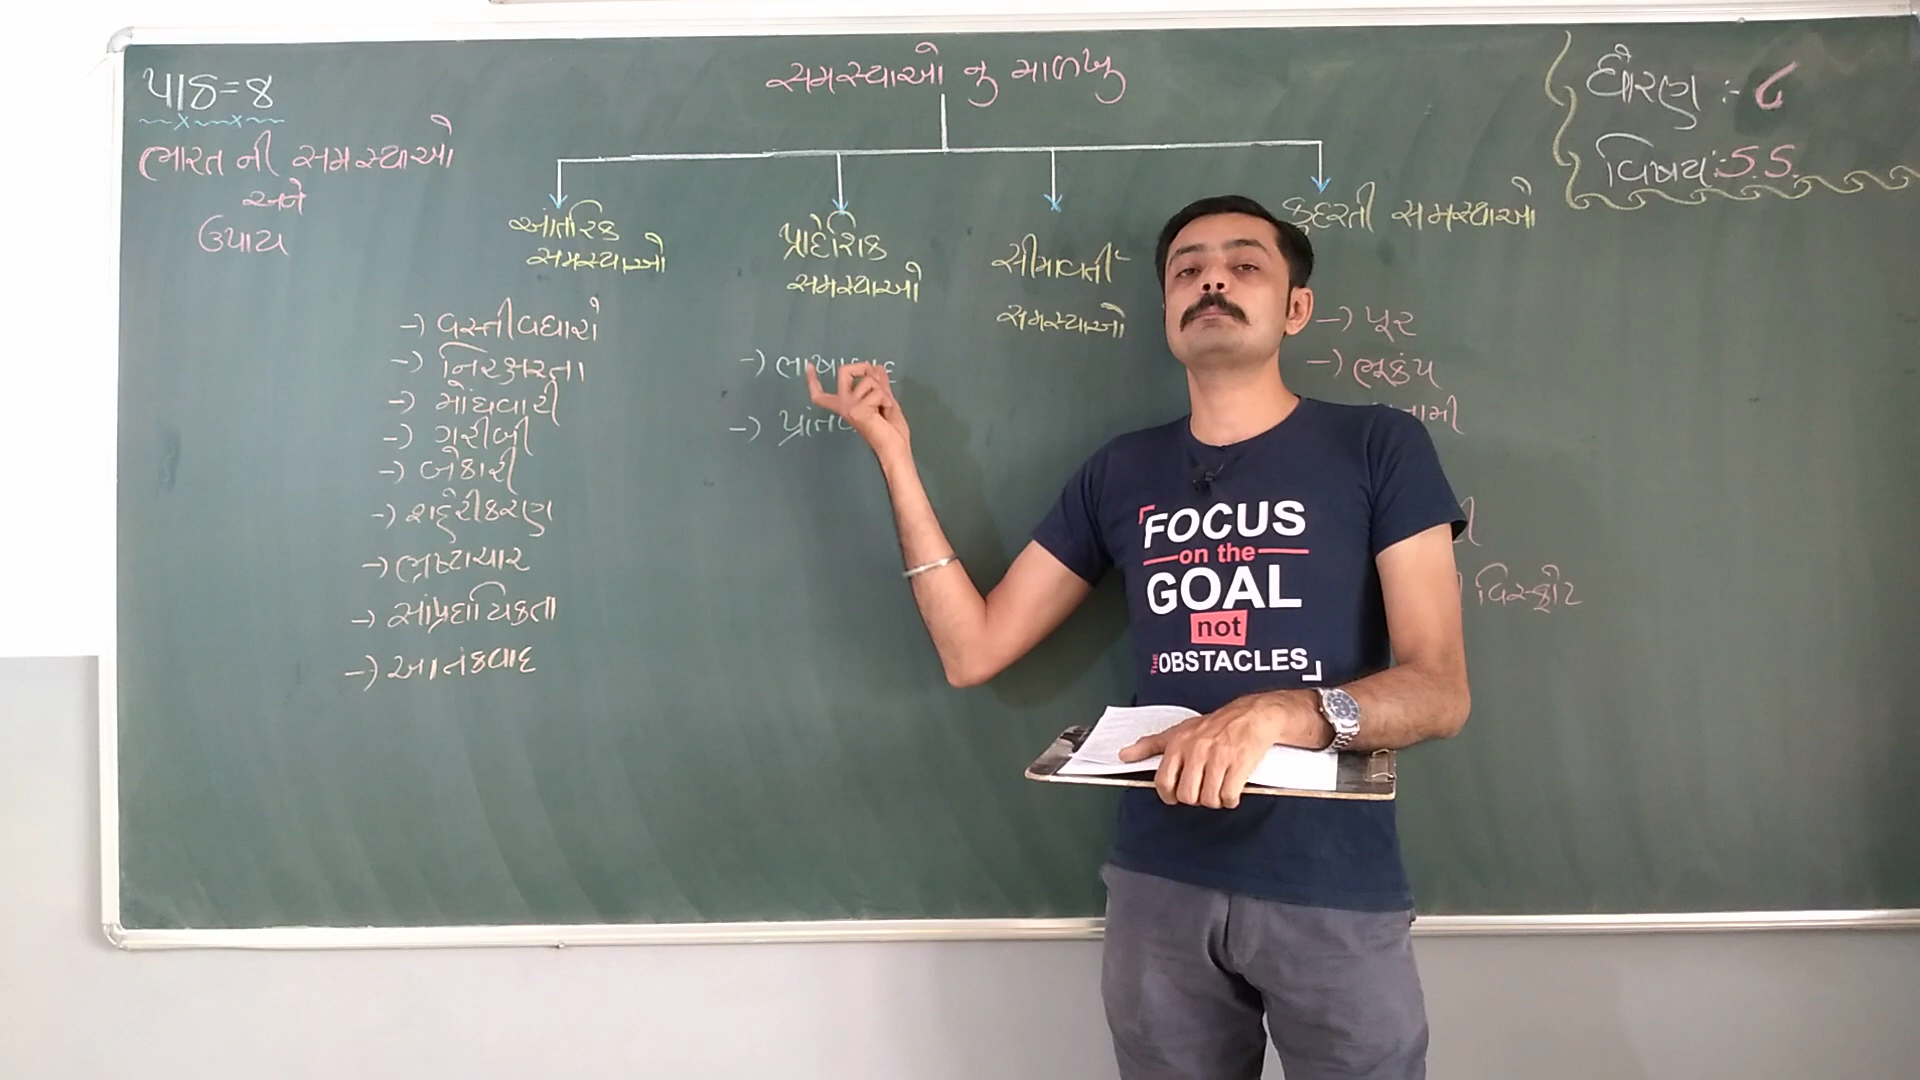 પાઠ=૪
ભારત ની સમસ્યાઓ
અને
ઉપાય
સમસ્યાઓ નુ માળખુ
ધોરણ :- ૮
વિષય: S.S.
આંતરિક
સમસ્યાઓ
-> વસ્તીવધારો
-> નિરક્ષરતા
-> મોંઘવારી
-> ગરીબી
-> બેકારી
-> શહેરીકરણ
-> ભ્રષ્ટાચાર
-> સાંપ્રદાયિકતા
-> આતંકવાદ
પ્રાદેશિક
સમસ્યાઓ
->
-> પ્રાંત
સીમાવર્તી
સમસ્યાઓ
કુદરતી સમસ્યાઓ
-> પૂર
-> ભૂકંપ
નામી
વિસ્ફોટ
FOCUS
on the
GOAL
not
THE OBSTACLES